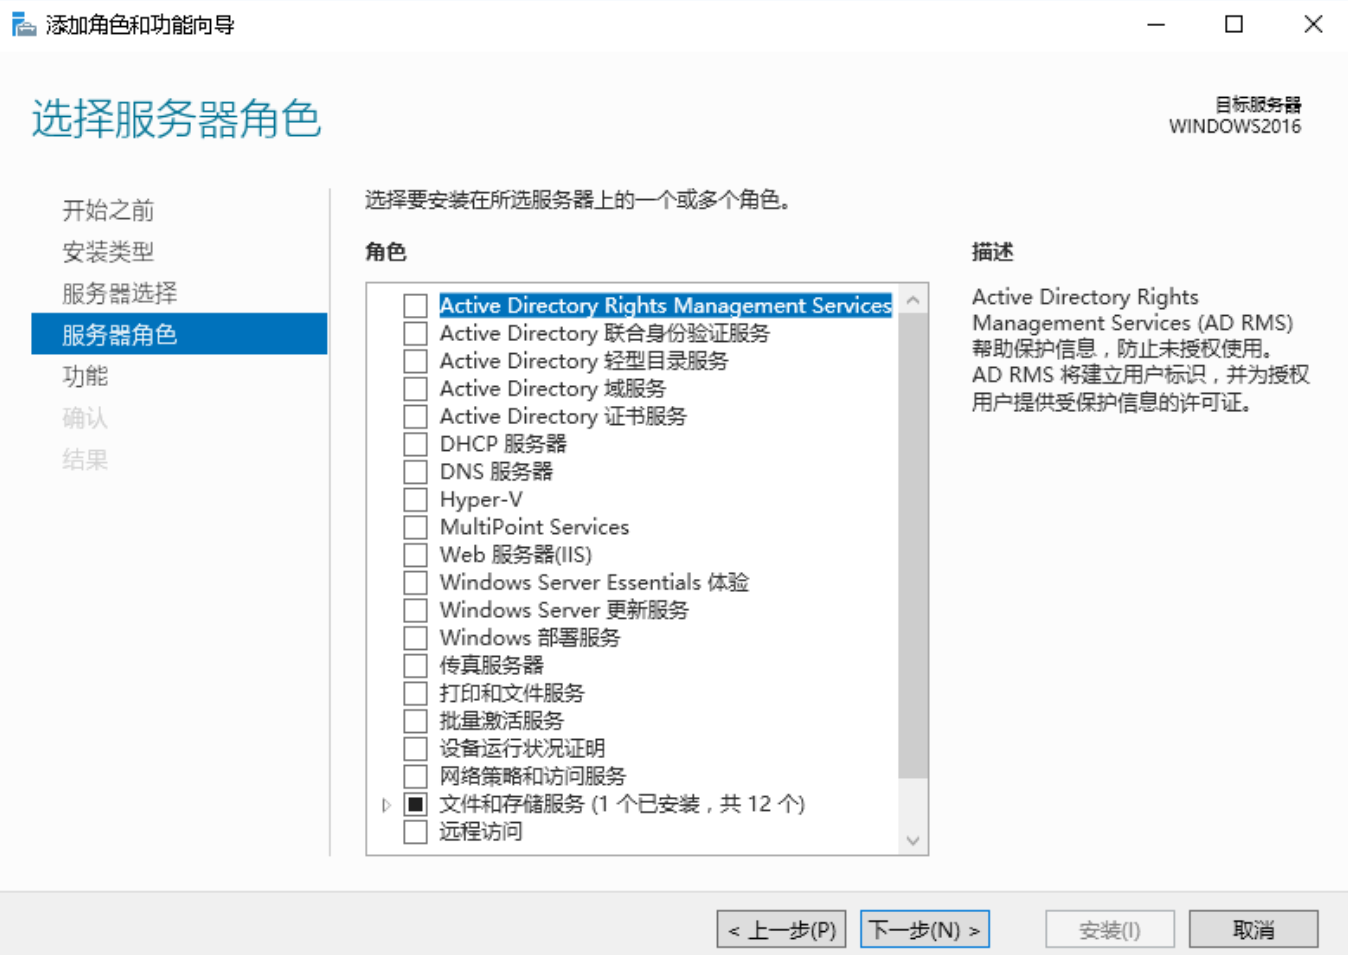 添加角色和功能向导
选择服务器角色
目标服务器
WINDOWS2016
开始之前
安装类型
服务器选择
服务器角色
功能
确认
结果
选择要安装在所选服务器上的一个或多个角色。
角色
Active Directory Rights Management Services
Active Directory 联合身份验证服务
Active Directory 轻型目录服务
Active Directory 域服务
Active Directory 证书服务
DHCP 服务器
DNS 服务器
Hyper-V
MultiPoint Services
Web 服务器(IIS)
Windows Server Essentials 体验
Windows Server 更新服务
Windows 部署服务
传真服务器
打印和文件服务
批量激活服务
设备运行状况证明
网络策略和访问服务
文件和存储服务 (1 个已安装，共 12 个)
远程访问
描述
Active Directory Rights
Management Services (AD RMS)
帮助保护信息，防止未授权使用。
AD RMS 将建立用户标识，并为授权
用户提供受保护信息的许可证。
< 上一步(P)
下一步(N) >
安装(I)
取消